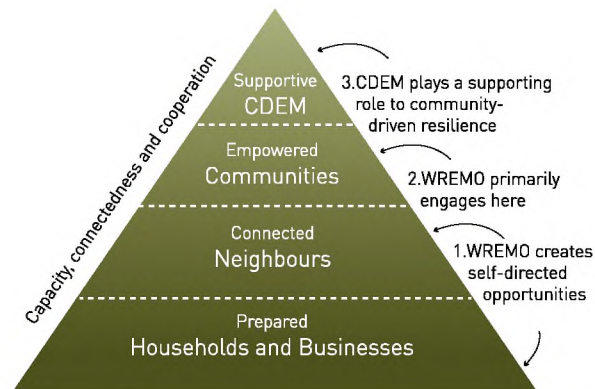 Capacity, connectedness and cooperation
Supportive
CDEM
Empowered
Communities
Connected
Neighbours
Prepared
Households and Businesses
3.CDEM plays a supporting
role to community-
driven resilience
2.WREMO primarily
engages here
1.WREMO creates
self-directed
opportunities